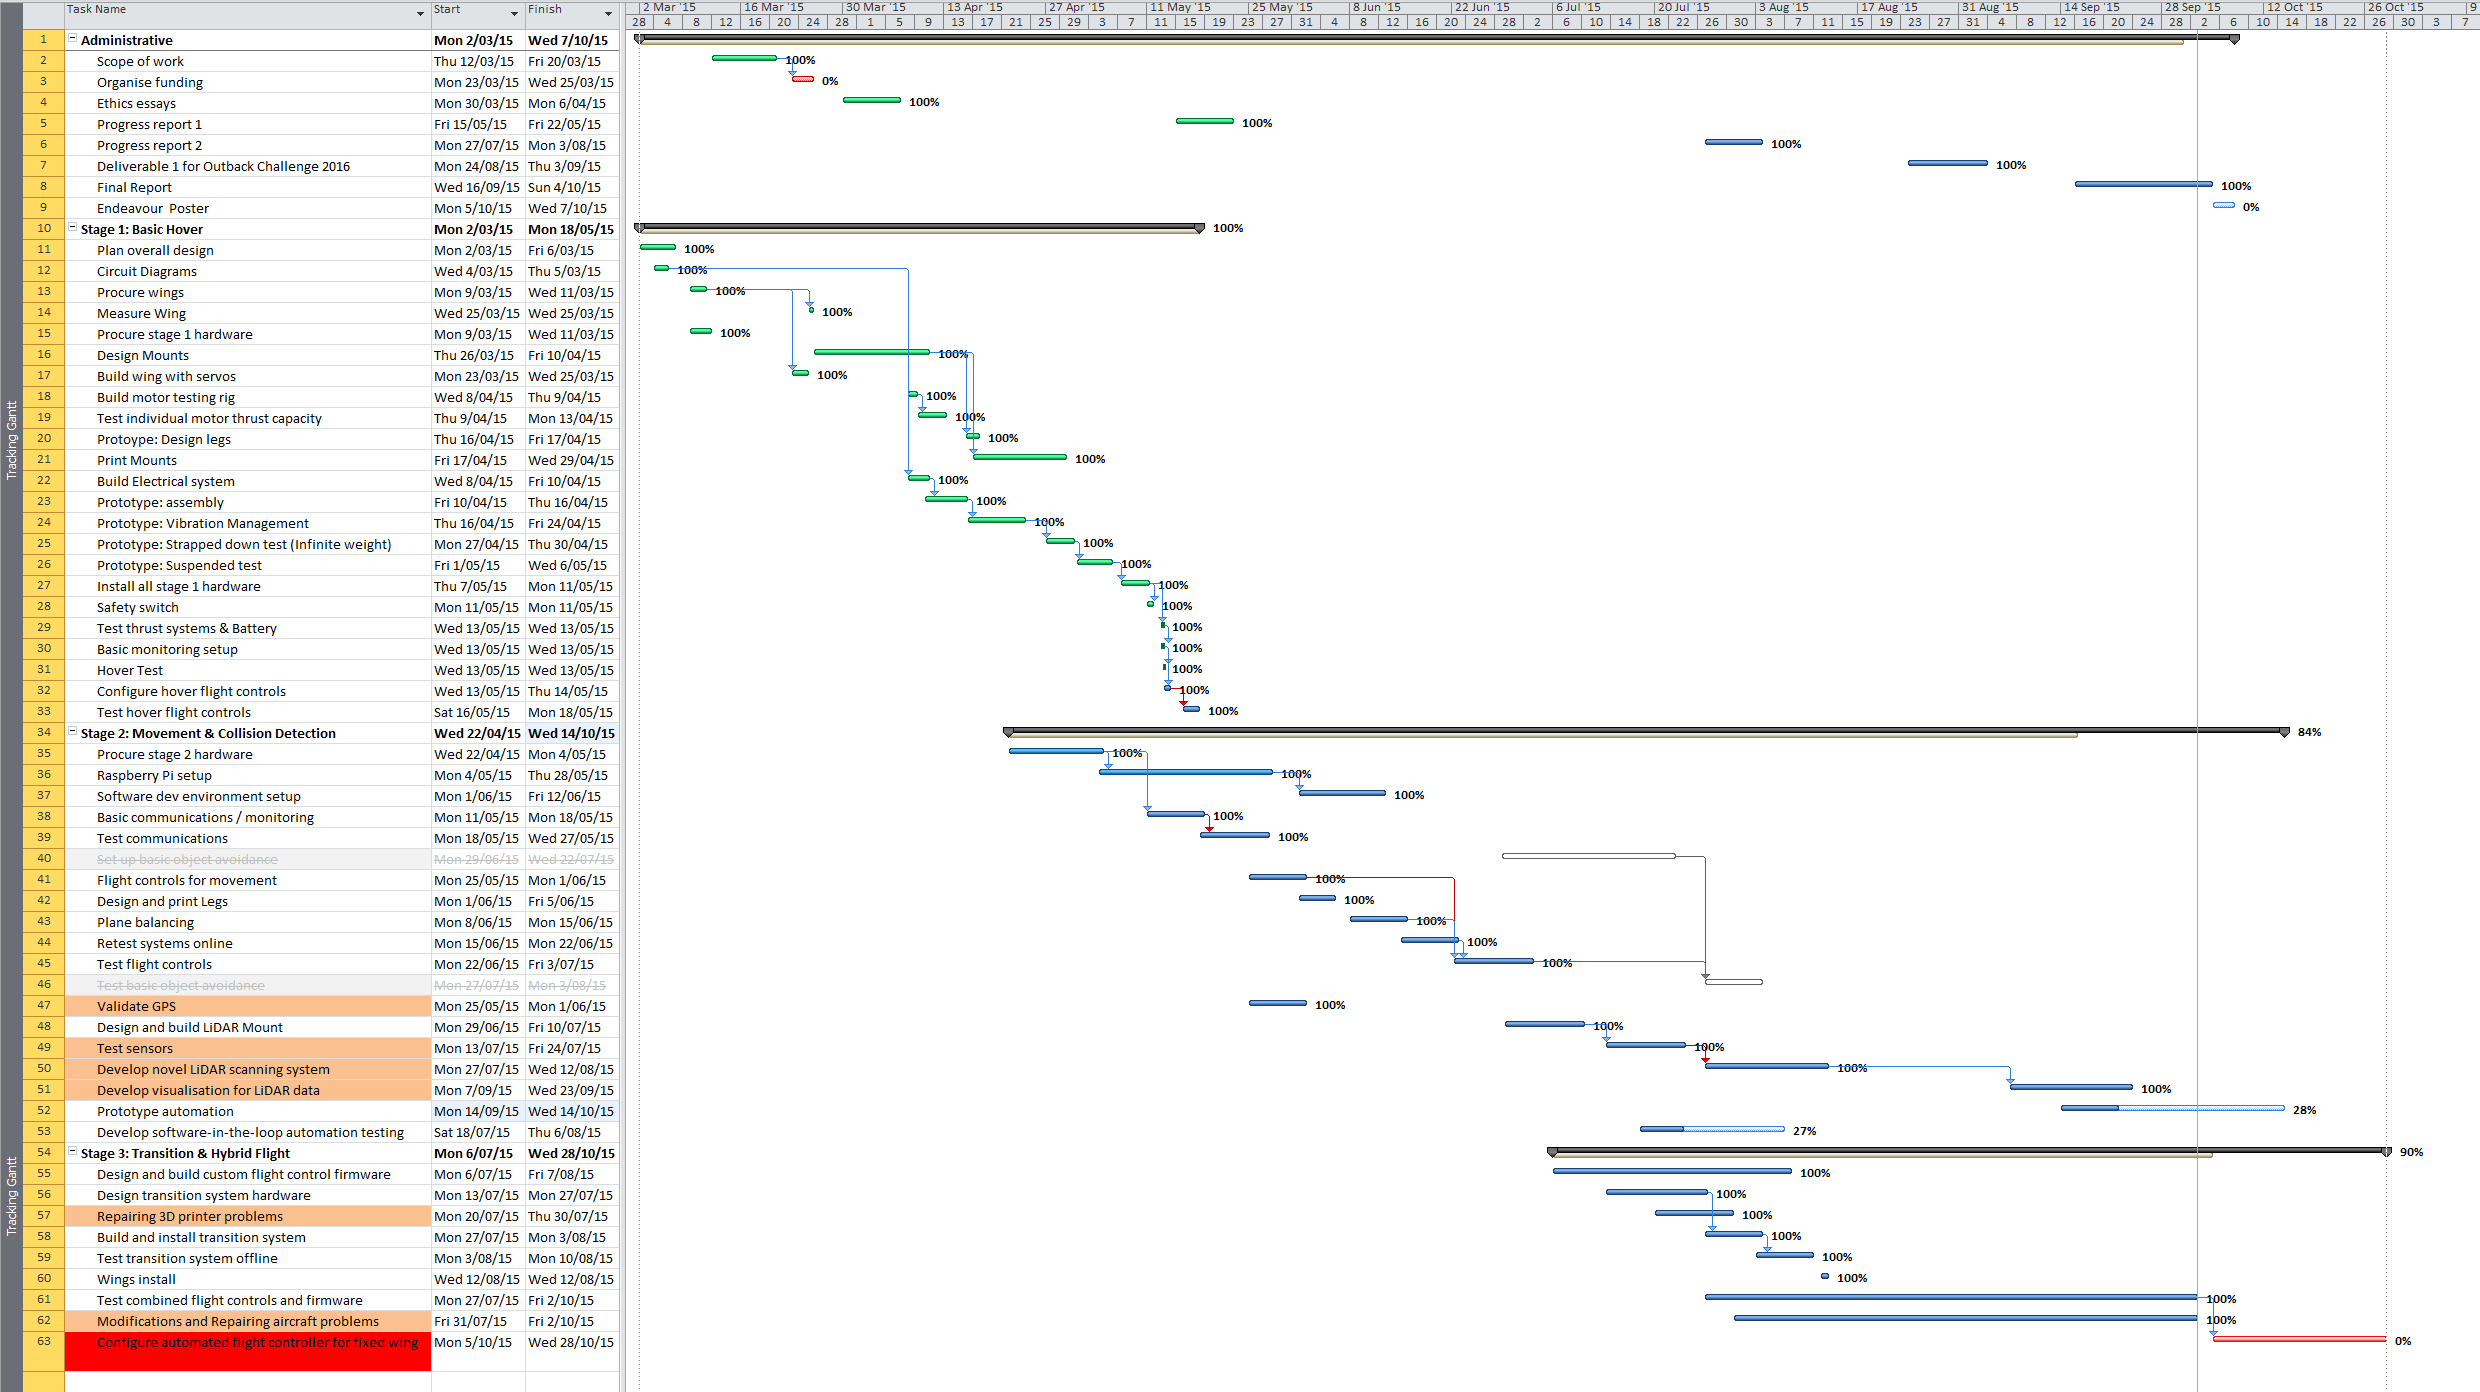 Task Name Start Finish
2 Mar '15 16 Mar '15 30 Mar '15 13 Apr '15 27 Apr '15 11 May '15 25 May '15 8 Jun '15 22 Jun '15 6 Jul '15 20 Jul '15 3 Aug '15 17 Aug '15 31 Aug '15 14 Sep '15 28 Sep '15 12 Oct '15 26 Oct '15 9
28 4 8 12 16 20 24 28 1 5 9 13 17 21 25 29 3 7 11 15 19 23 27 31 4 8 12 16 20 24 28 2 6 10 14 18 22 26 30 3 7 11 15 19 23 27 31 4 8 12 16 20 24 28 2 6 10 14 18 22 26 30 3 7
1 Administrative Mon 2/03/15 Wed 7/10/15
2 Scope of work Thu 12/03/15 Fri 20/03/15 100%
3 Organise funding Mon 23/03/15 Wed 25/03/15 0%
4 Ethics essays Mon 30/03/15 Mon 6/04/15 100%
5 Progress report 1 Fri 15/05/15 Fri 22/05/15 100%
6 Progress report 2 Mon 27/07/15 Mon 3/08/15 100%
7 Deliverable 1 for Outback Challenge 2016 Mon 24/08/15 Thu 3/09/15 100%
8 Final Report Wed 16/09/15 Sun 4/10/15 100%
9 Endeavour Poster Mon 5/10/15 Wed 7/10/15 0%
10 Stage 1: Basic Hover Mon 2/03/15 Mon 18/05/15 100%
11 Plan overall design Mon 2/03/15 Fri 6/03/15 100%
12 Circuit Diagrams Wed 4/03/15 Thu 5/03/15 100%
13 Procure wings Mon 9/03/15 Wed 11/03/15 100%
14 Measure Wing Wed 25/03/15 Wed 25/03/15 100%
15 Procure stage 1 hardware Mon 9/03/15 Wed 11/03/15 100%
16 Design Mounts Thu 26/03/15 Fri 10/04/15 100%
17 Build wing with servos Mon 23/03/15 Wed 25/03/15 100%
18 Build motor testing rig Wed 8/04/15 Thu 9/04/15 100%
19 Test individual motor thrust capacity Thu 9/04/15 Mon 13/04/15 100%
20 Protoype: Design legs Thu 16/04/15 Fri 17/04/15 100%
21 Print Mounts Fri 17/04/15 Wed 29/04/15 100%
22 Build Electrical system Wed 8/04/15 Fri 10/04/15 100%
23 Prototype: assembly Fri 10/04/15 Thu 16/04/15 100%
24 Prototype: Vibration Management Thu 16/04/15 Fri 24/04/15 100%
25 Prototype: Strapped down test (Infinite weight) Mon 27/04/15 Thu 30/04/15 100%
26 Prototype: Suspended test Fri 1/05/15 Wed 6/05/15 100%
27 Install all stage 1 hardware Thu 7/05/15 Mon 11/05/15 100%
28 Safety switch Mon 11/05/15 Mon 11/05/15 100%
29 Test thrust systems & Battery Wed 13/05/15 Wed 13/05/15 100%
30 Basic monitoring setup Wed 13/05/15 Wed 13/05/15 100%
31 Hover Test Wed 13/05/15 Wed 13/05/15 100%
32 Configure hover flight controls Wed 13/05/15 Thu 14/05/15 100%
33 Test hover flight controls Sat 16/05/15 Mon 18/05/15 100%
34 Stage 2: Movement & Collision Detection Wed 22/04/15 Wed 14/10/15 84%
35 Procure stage 2 hardware Wed 22/04/15 Mon 4/05/15 100%
36 Raspberry Pi setup Mon 4/05/15 Thu 28/05/15 100%
37 Software dev environment setup Mon 1/06/15 Fri 12/06/15 100%
38 Basic communications / monitoring Mon 11/05/15 Mon 18/05/15 100%
39 Test communications Mon 18/05/15 Wed 27/05/15 100%
40 Set up basic object avoidance Mon 29/06/15 Wed 22/07/15
41 Flight controls for movement Mon 25/05/15 Mon 1/06/15 100%
42 Design and print Legs Mon 1/06/15 Fri 5/06/15 100%
43 Plane balancing Mon 8/06/15 Mon 15/06/15 100%
44 Retest systems online Mon 15/06/15 Mon 22/06/15 100%
45 Test flight controls Mon 22/06/15 Fri 3/07/15 100%
46 Test basic object avoidance Mon 27/07/15 Mon 3/08/15
47 Validate GPS Mon 25/05/15 Mon 1/06/15 100%
48 Design and build LiDAR Mount Mon 29/06/15 Fri 10/07/15 100%
49 Test sensors Mon 13/07/15 Fri 24/07/15 100%
50 Develop novel LiDAR scanning system Mon 27/07/15 Wed 12/08/15 100%
51 Develop visualisation for LiDAR data Mon 7/09/15 Wed 23/09/15 100%
52 Prototype automation Mon 14/09/15 Wed 14/10/15 28%
53 Develop software-in-the-loop automation testing Sat 18/07/15 Thu 6/08/15 27%
54 Stage 3: Transition & Hybrid Flight Mon 6/07/15 Wed 28/10/15 90%
55 Design and build custom flight control firmware Mon 6/07/15 Fri 7/08/15 100%
56 Design transition system hardware Mon 13/07/15 Mon 27/07/15 100%
57 Repairing 3D printer problems Mon 20/07/15 Thu 30/07/15 100%
58 Build and install transition system Mon 27/07/15 Mon 3/08/15 100%
59 Test transition system offline Mon 3/08/15 Mon 10/08/15 100%
60 Wings install Wed 12/08/15 Wed 12/08/15 100%
61 Test combined flight controls and firmware Mon 27/07/15 Fri 2/10/15 100%
62 Modifications and Repairing aircraft problems Fri 31/07/15 Fri 2/10/15 100%
63 Configure automated flight controller for fixed wing Mon 5/10/15 Wed 28/10/15 0%
Tracking Gantt
Tracking Gantt